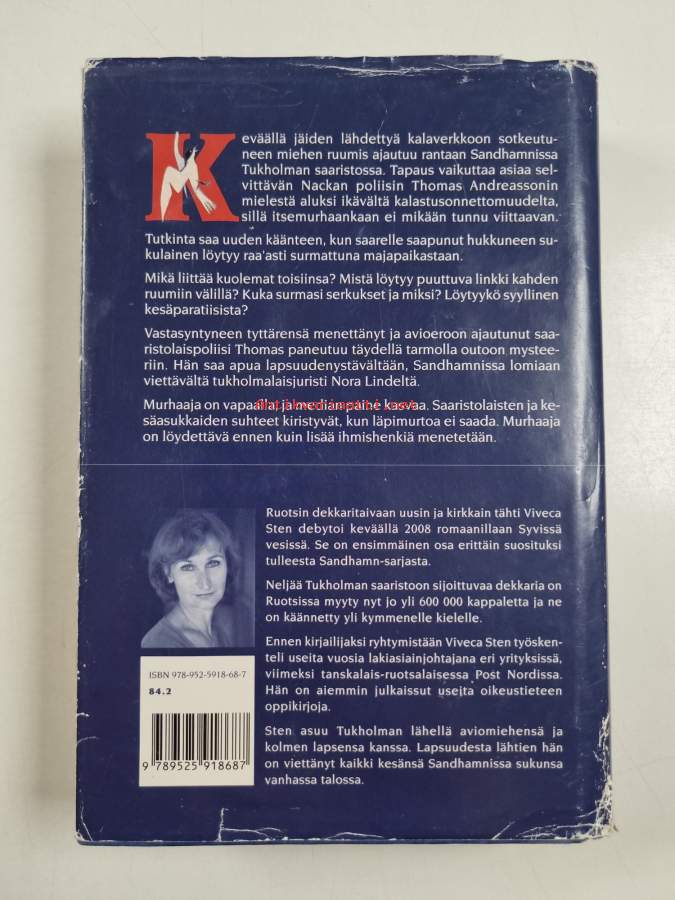 Keväällä jäiden lähdettyä kalaverkkoon sotkeutu-
neen miehen ruumis ajautuu rantaan Sandhamnissa
Tukholman saaristossa. Tapaus vaikuttaa asiaa sel-
vittävän Nackan poliisin Thomas Andreassonin
mielestä aluksi ikävältä kalastusonnettomuudelta,
sillä itsemurhaankaan ei mikään tunnu viittaavan.
Tutkinta saa uuden käänteen, kun saarelle saapunut hukkuneen su-
kulainen löytyy raa'asti surmattuna majapaikastaan.
Mikä liittää kuolemat toisiinsa? Mistä löytyy puuttuva linkki kahden
ruumiin välillä? Kuka surmasi serkukset ja miksi? Löytyykö syyllinen
kesäparatiisista?
Vastasyntyneen tyttärensä menettänyt ja avioeroon ajautunut saa-
ristolaispoliisi Thomas paneutuu täydellä tarmolla outoon mystee-
riin. Hän saa apua lapsuudenystävältään, Sandhamnissa lomiaan
viettävältä tukholmalaisjuristi Nora Lindeltä.
Murhaaja on vapaalla, ja median paine kasvaa. Saaristolaisten ja ke-
säasukkaiden suhteet kiristyvät, kun läpimurtoa ei saada. Murhaaja
on löydettävä ennen kuin lisää ihmishenkiä menetetään.
Ruotsin dekkaritaivaan uusin ja kirkkain tähti Viveca
Sten debytoi keväällä 2008 romaanillaan Syvissä
vesissä. Se on ensimmäinen osa erittäin suosituksi
tulleesta Sandhamn-sarjasta.
Neljää Tukholman saaristoon sijoittuvaa dekkaria on
Ruotsissa myyty nyt jo yli 600 000 kappaletta ja ne
on käännetty yli kymmenelle kielelle.
Ennen kirjailijaksi ryhtymistään Viveca Sten työsken-
teli useita vuosia lakiasiainjohtajana eri yrityksissä,
viimeksi tanskalais-ruotsalaisessa Post Nordissa.
Hän on aiemmin julkaissut useita oikeustieteen
oppikirjoja.
Sten asuu Tukholman lähellä aviomiehensä ja
kolmen lapsensa kanssa. Lapsuudesta lähtien hän
on viettänyt kaikki kesänsä Sandhamnissa sukunsa
vanhassa talossa.
ISBN 978-952-5918-68-7
84.2
9 789525 918687